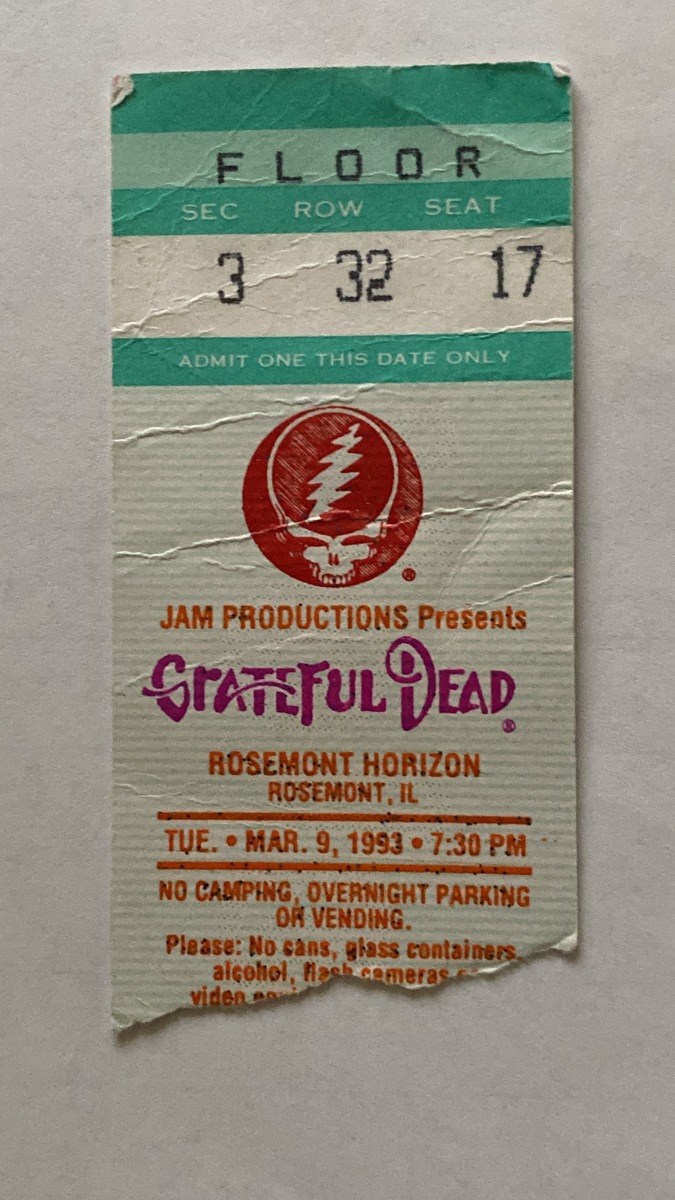 FLOOR
SEC ROW SEAT
3 32 17
ADMIT ONE THIS DATE ONLY
®
JAM PRODUCTIONS Presents
GRATEFUL DEAD
®
ROSEMONT HORIZON
ROSEMONT, IL
TUE. • MAR. 9, 1993 • 7:30 PM
NO CAMPING, OVERNIGHT PARKING
OR VENDING.
Please: No cans, glass containers,
alcohol, flash cameras
video